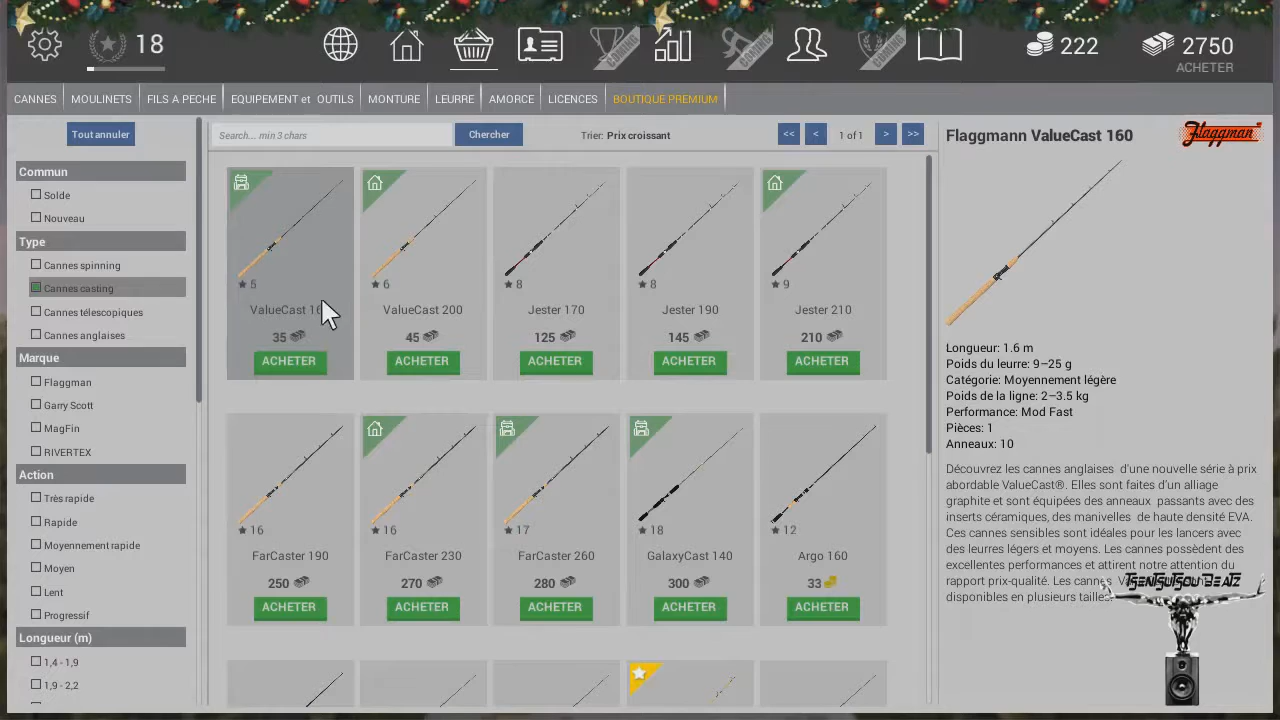 18
222
2750
ACHETER
CANNES
MOULINETS
FILS A PECHE
EQUIPEMENT et OUTILS
MONTURE
LEURRE
AMORCE
LICENCES
BOUTIQUE PREMIUM
Tout annuler
Commun
Solde
Nouveau
Type
Cannes spinning
Cannes casting
Cannes télescopiques
Cannes anglaises
Marque
Flaggman
Garry Scott
MagFin
RIVERTEX
Action
Très rapide
Rapide
Moyennement rapide
Moyen
Lent
Progressif
Longueur (m)
1,4 - 1,9
1,9 - 2,2
Search... min 3 chars
Chercher
Trier: Prix croissant
<<
<
1 of 1
>
>>
5
ValueCast
35
ACHETER
6
ValueCast 200
45
ACHETER
8
Jester 170
125
ACHETER
8
Jester 190
145
ACHETER
9
Jester 210
210
ACHETER
16
FarCaster 190
250
ACHETER
16
FarCaster 230
270
ACHETER
17
FarCaster 260
280
ACHETER
18
GalaxyCast 140
300
ACHETER
12
Argo 160
33
ACHETER
Flaggmann ValueCast 160
Flaggman
Longueur: 1.6 m
Poids du leurre: 9–25 g
Catégorie: Moyennement légère
Poids de la ligne: 2–3.5 kg
Performance: Mod Fast
Pièces: 1
Anneaux: 10
Découvrez les cannes anglaises d'une nouvelle série à prix
abordable ValueCast®. Elles sont faites d'un alliage
graphite et sont équipées des anneaux passants avec des
inserts céramiques, des manivelles de haute densité EVA.
Ces cannes sensibles sont idéales pour les lancers avec
des leurres légers et moyens. Les cannes possèdent des
excellentes performances et attirent notre attention du
rapport prix-qualité. Les cannes
disponibles en plusieurs tailles.
TSENTSUTSOU BEATZ